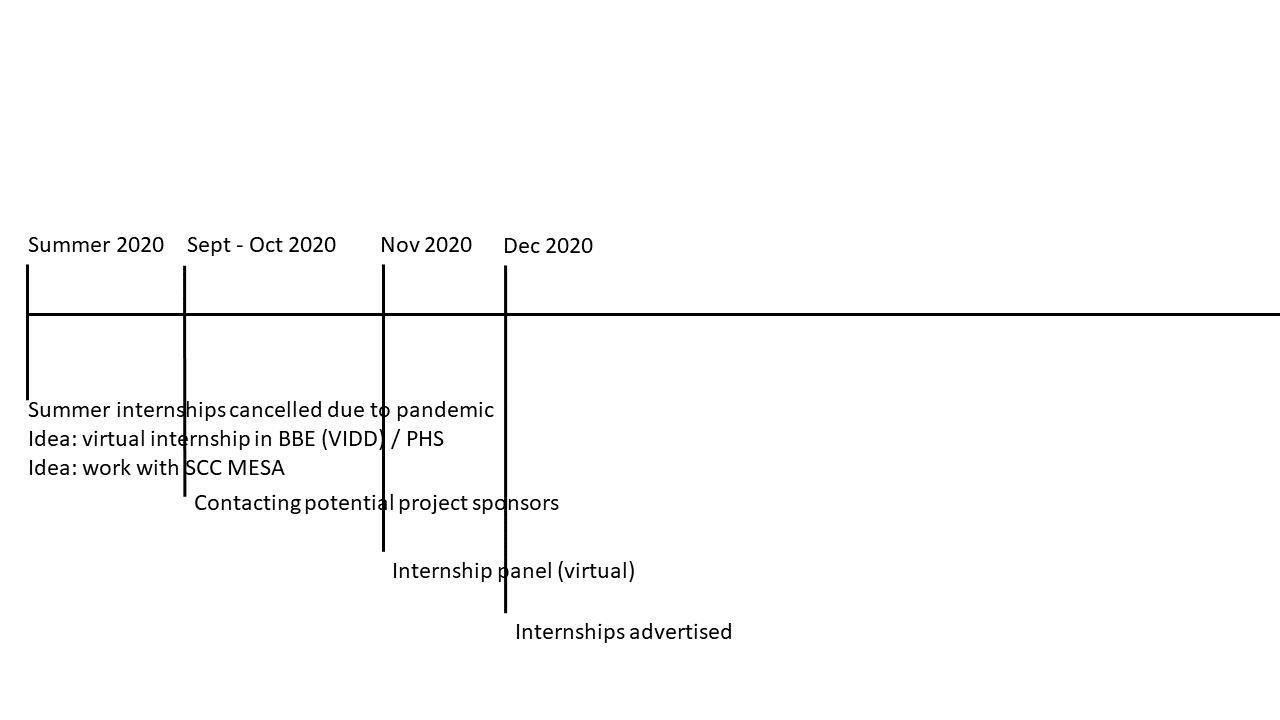 Summer 2020
Sept - Oct 2020
Nov 2020
Dec 2020
Summer internships cancelled due to pandemic
Idea: virtual internship in BBE (VIDD) / PHS
Idea: work with SCC MESA
Contacting potential project sponsors
Internship panel (virtual)
Internships advertised